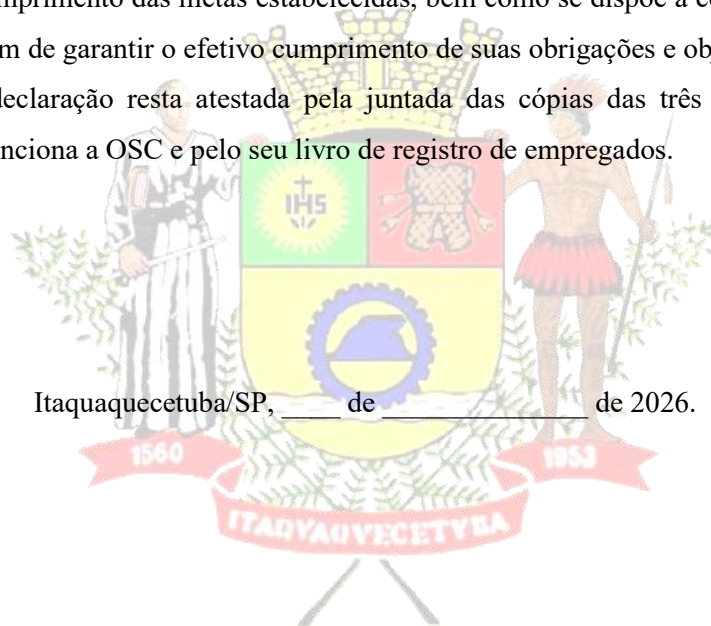 mprimento das metas estabelecidas, bem como se dispõe a co
m de garantir o efetivo cumprimento de suas obrigações e obj
declaração resta atestada pela juntada das cópias das três
nciona a OSC e pelo seu livro de registro de empregados.
IHS
Itaquaquecetuba/SP, ____ de ______________ de 2026.
1560
1953
ITAQVAQVECETVBA